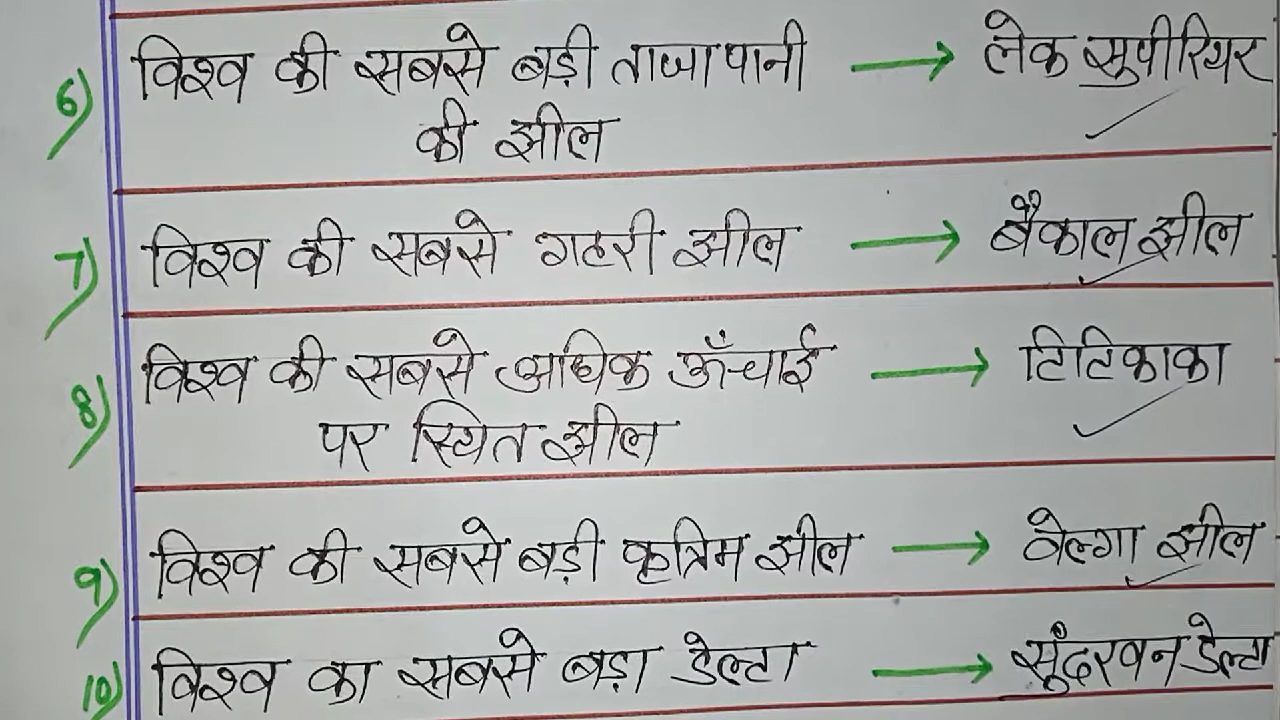 6) विश्व की सबसे बड़ी ताजा पानी → लेक सुपीरियर
की झील
7) विश्व की सबसे गहरी झील → बैकाल झील
8) विश्व की सबसे अधिक ऊँचाई → टिटिकाका
पर स्थित झील
9) विश्व की सबसे बड़ी कृत्रिम झील → वोल्गा झील
10) विश्व का सबसे बड़ा डेल्टा → सुंदरवन डेल्टा